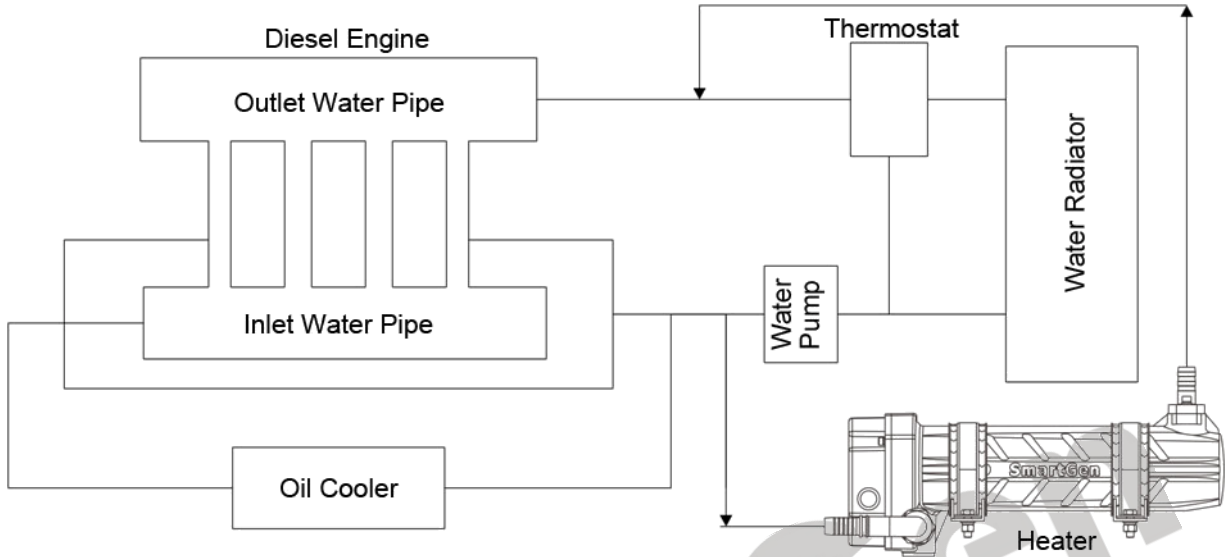 Diesel Engine
Thermostat
Outlet Water Pipe
Water Radiator
Inlet Water Pipe
Water
Pump
SmartGen
Oil Cooler
Heater